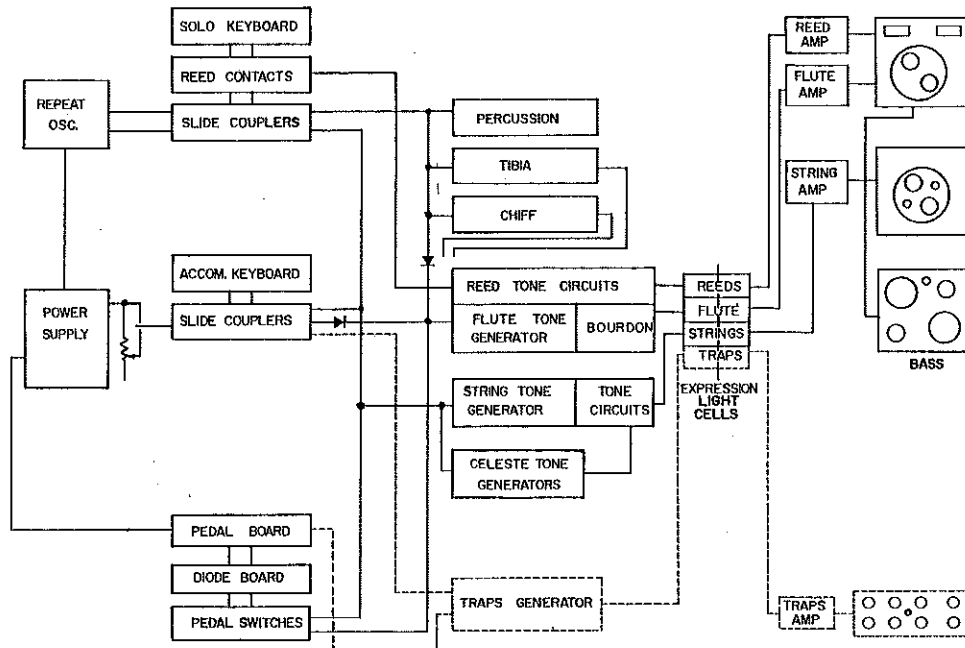 SOLO KEYBOARD
REED CONTACTS
SLIDE COUPLERS
REPEAT
OSC.
PERCUSSION
TIBIA
CHIFF
REED
AMP
FLUTE
AMP
STRING
AMP
ACCOM. KEYBOARD
SLIDE COUPLERS
POWER
SUPPLY
REED TONE CIRCUITS
FLUTE TONE
GENERATOR
BOURDON
REEDS
FLUTE
STRINGS
TRAPS
EXPRESSION
LIGHT
CELLS
BASS
STRING TONE
GENERATOR
TONE
CIRCUITS
CELESTE TONE
GENERATORS
PEDAL BOARD
DIODE BOARD
PEDAL SWITCHES
TRAPS GENERATOR
TRAPS
AMP